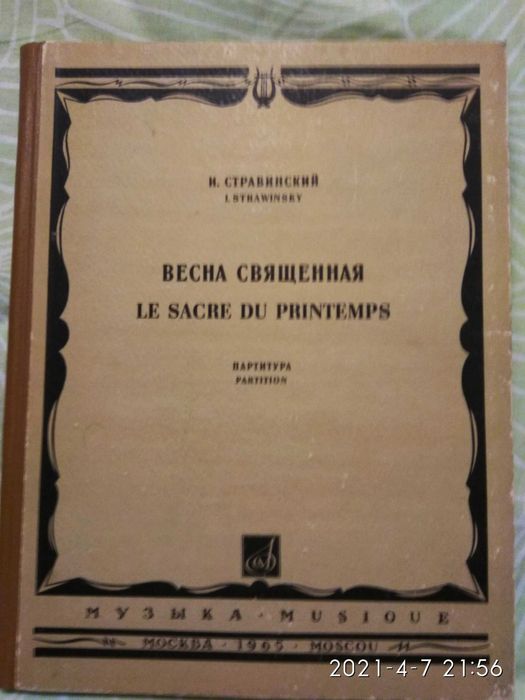 И. СТРАВИНСКИЙ
I. STRAWINSKY
ВЕСНА СВЯЩЕННАЯ
LE SACRE DU PRINTEMPS
ПАРТИТУРА
PARTITION
МУЗЫКА · MUSIQUE
МОСКВА · 1965 · MOSCOU
2021-4-7 21:56